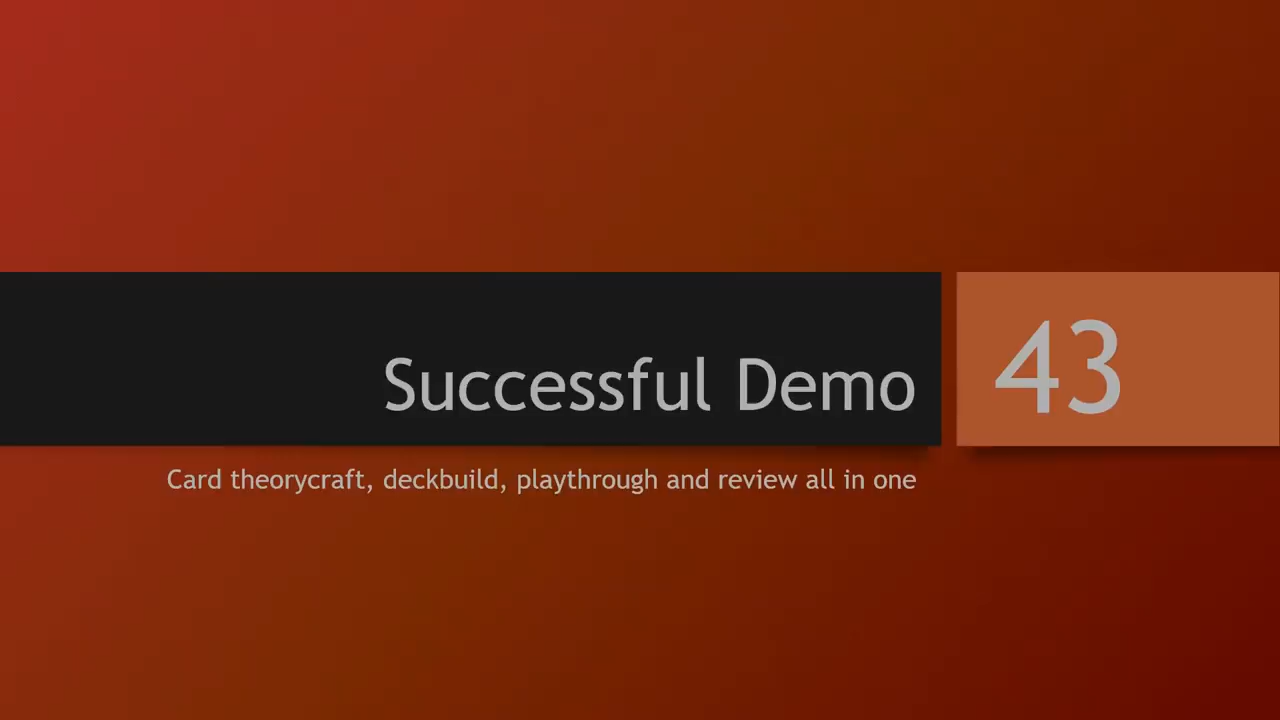 Successful Demo
43
Card theorycraft, deckbuild, playthrough and review all in one